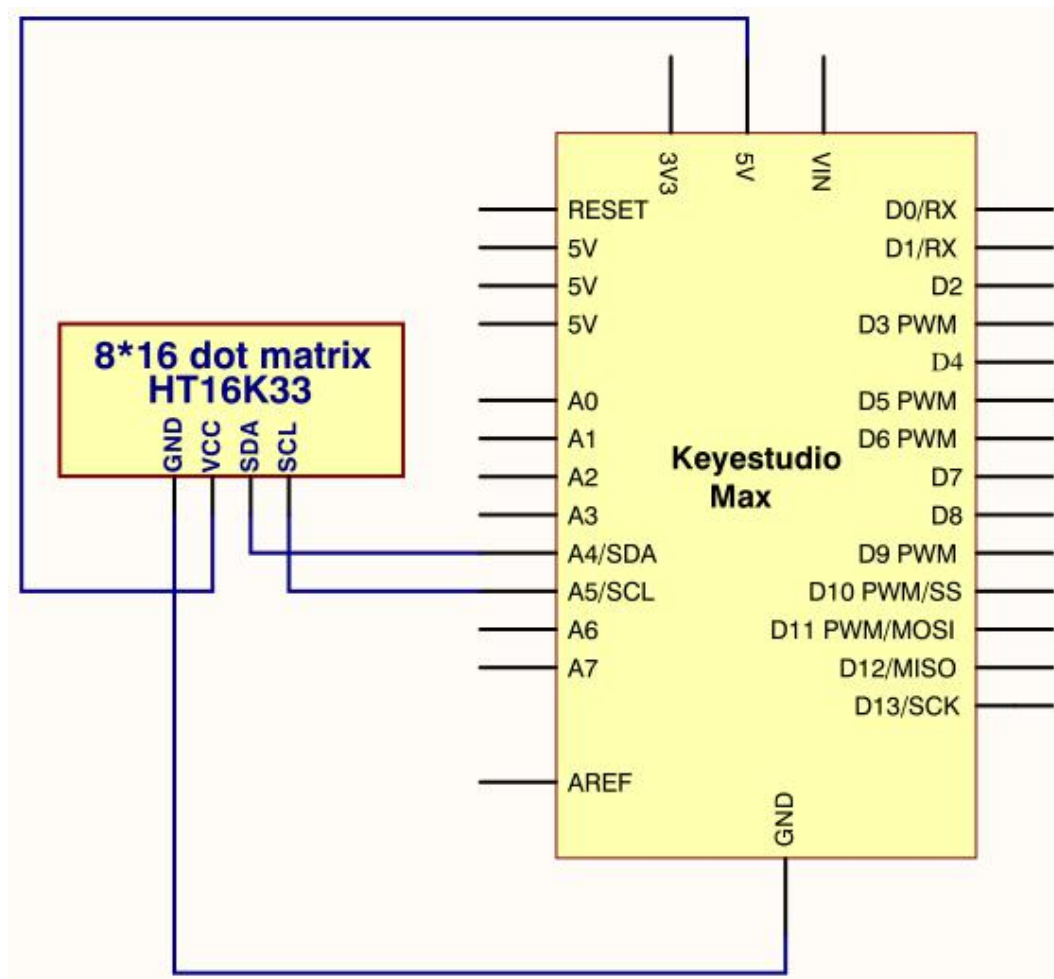 8*16 dot matrix
HT16K33
GND
VCC
SDA
SCL
3V3
5V
VIN
RESET
5V
5V
5V
A0
A1
A2
A3
A4/SDA
A5/SCL
A6
A7
AREF
Keyestudio
Max
D0/RX
D1/RX
D2
D3 PWM
D4
D5 PWM
D6 PWM
D7
D8
D9 PWM
D10 PWM/SS
D11 PWM/MOSI
D12/MISO
D13/SCK
GND